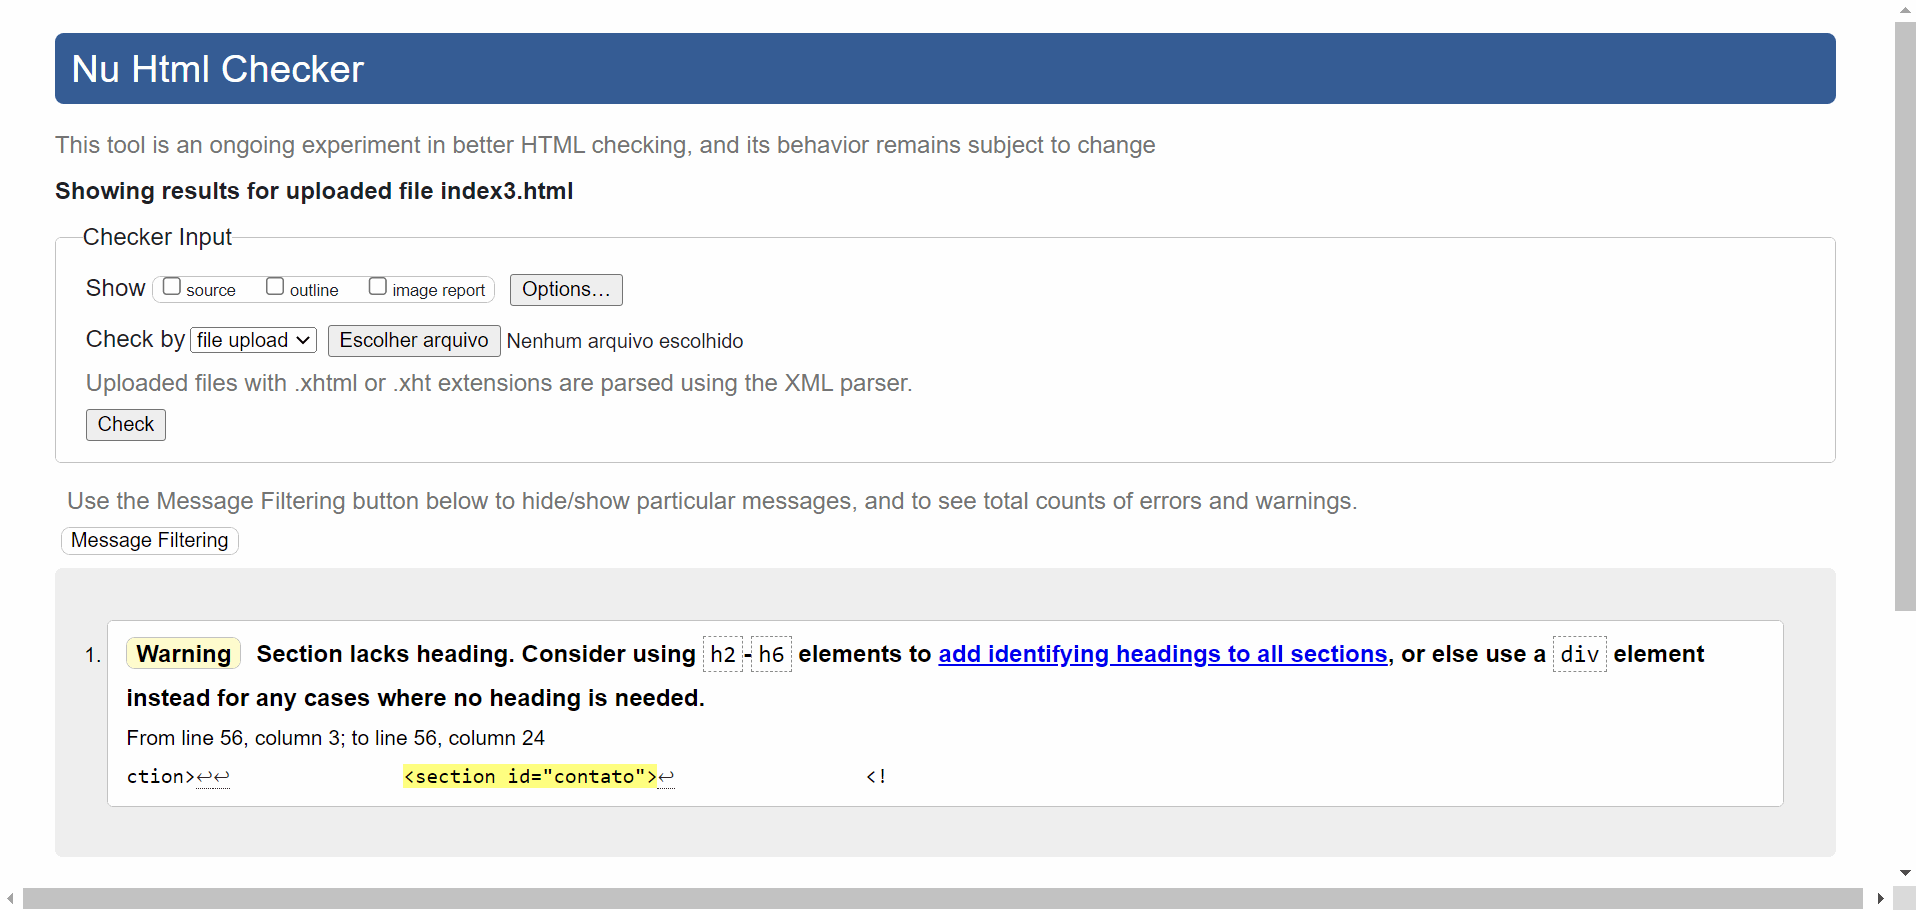 Nu Html Checker
This tool is an ongoing experiment in better HTML checking, and its behavior remains subject to change
Showing results for uploaded file index3.html
Checker Input
Show source outline image report Options…
Check by file upload Escolher arquivo Nenhum arquivo escolhido
Uploaded files with .xhtml or .xht extensions are parsed using the XML parser.
Check
Use the Message Filtering button below to hide/show particular messages, and to see total counts of errors and warnings.
Message Filtering
1. Warning Section lacks heading. Consider using h2-h6 elements to add identifying headings to all sections, or else use a div element
instead for any cases where no heading is needed.
From line 56, column 3; to line 56, column 24
ction>↩↩ <section id="contato">↩ <!